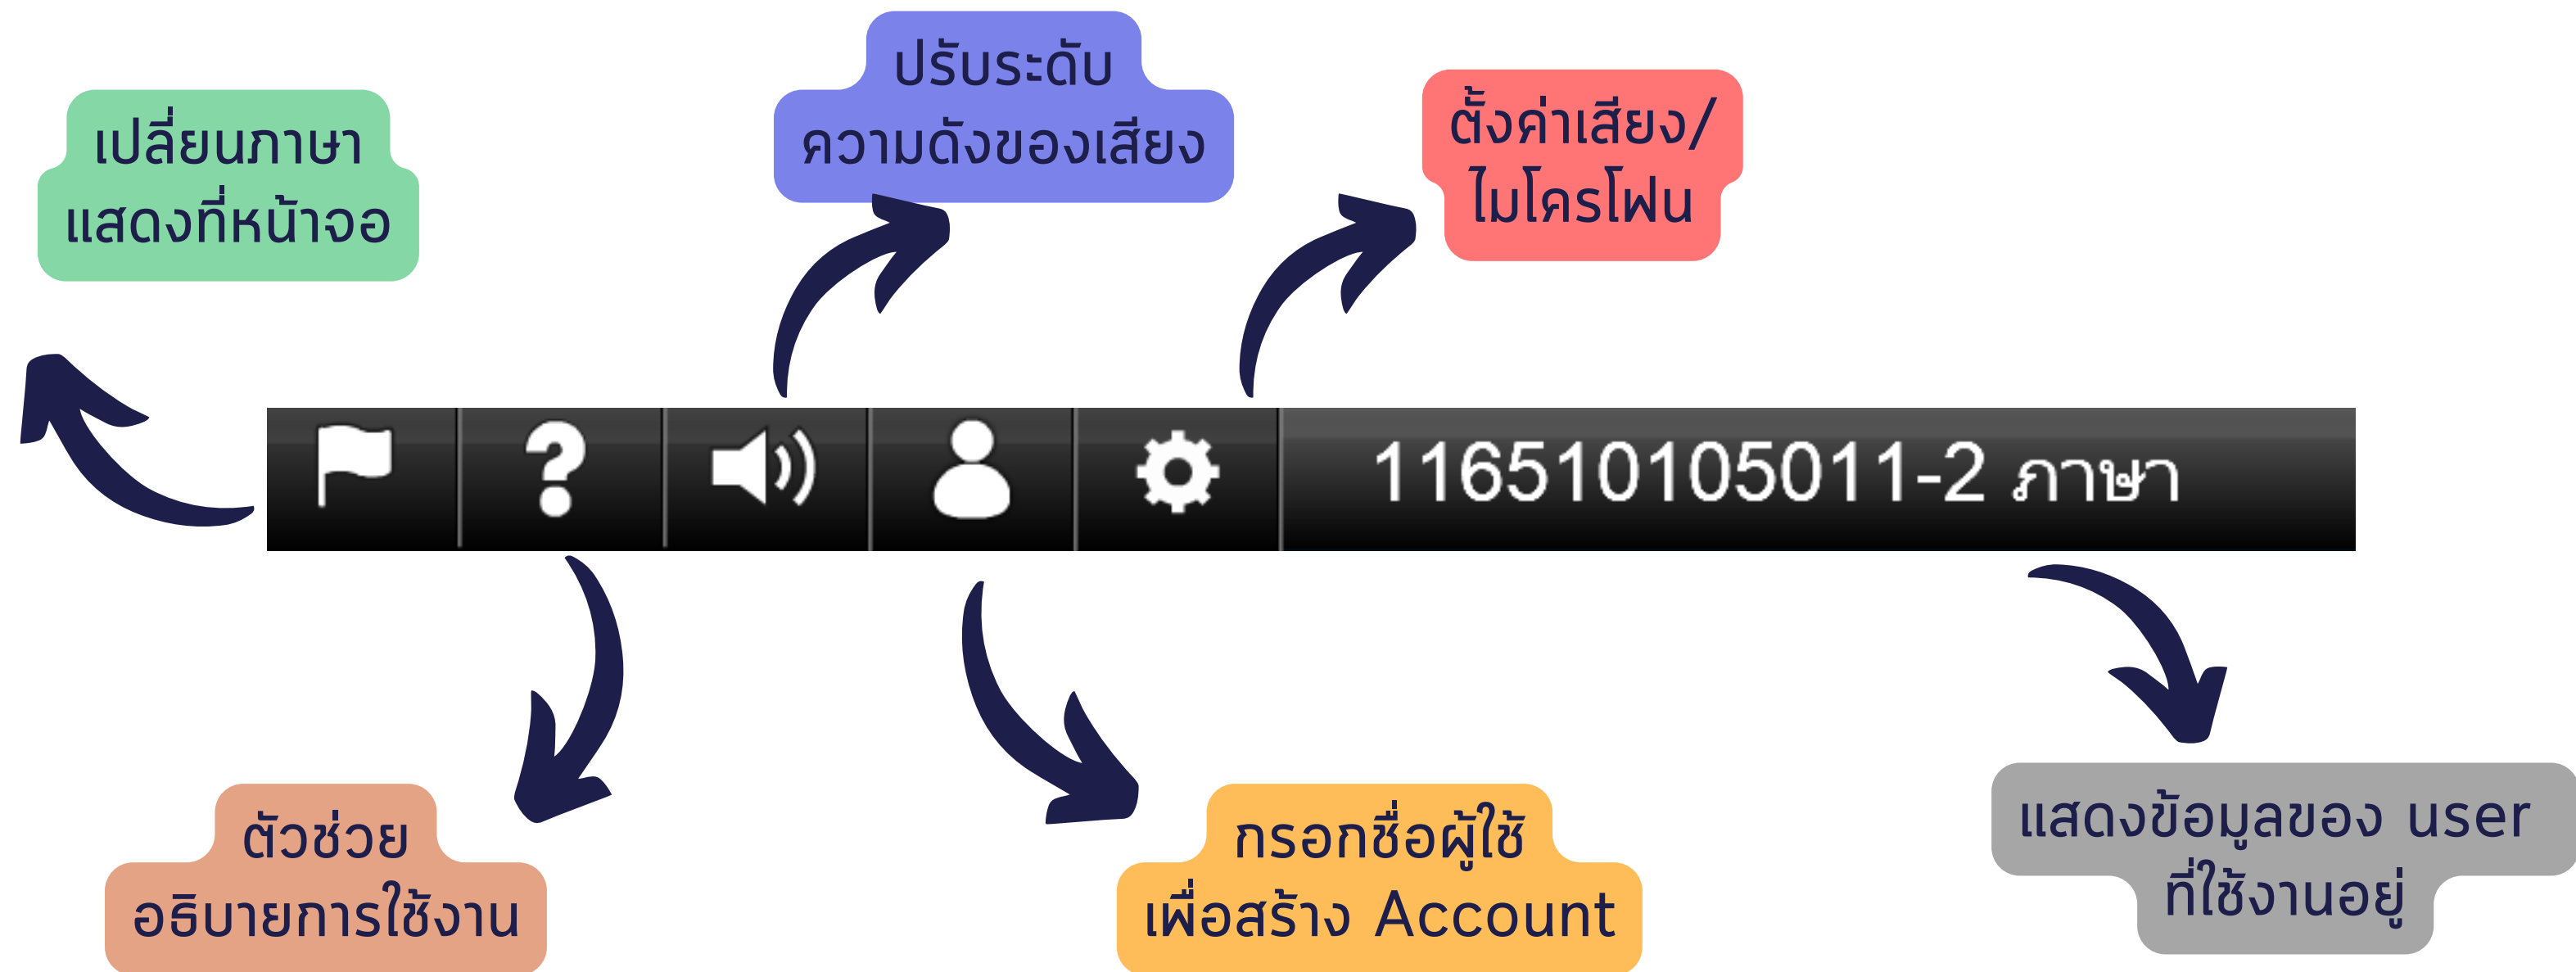 เปลี่ยนภาษา
แสดงที่หน้าจอ
ปรับระดับ
ความดังของเสียง
ตั้งค่าเสียง/
ไมโครโฟน
116510105011-2 ภาษา
ตัวช่วย
อธิบายการใช้งาน
กรอกชื่อผู้ใช้
เพื่อสร้าง Account
แสดงข้อมูลของ user
ที่ใช้งานอยู่